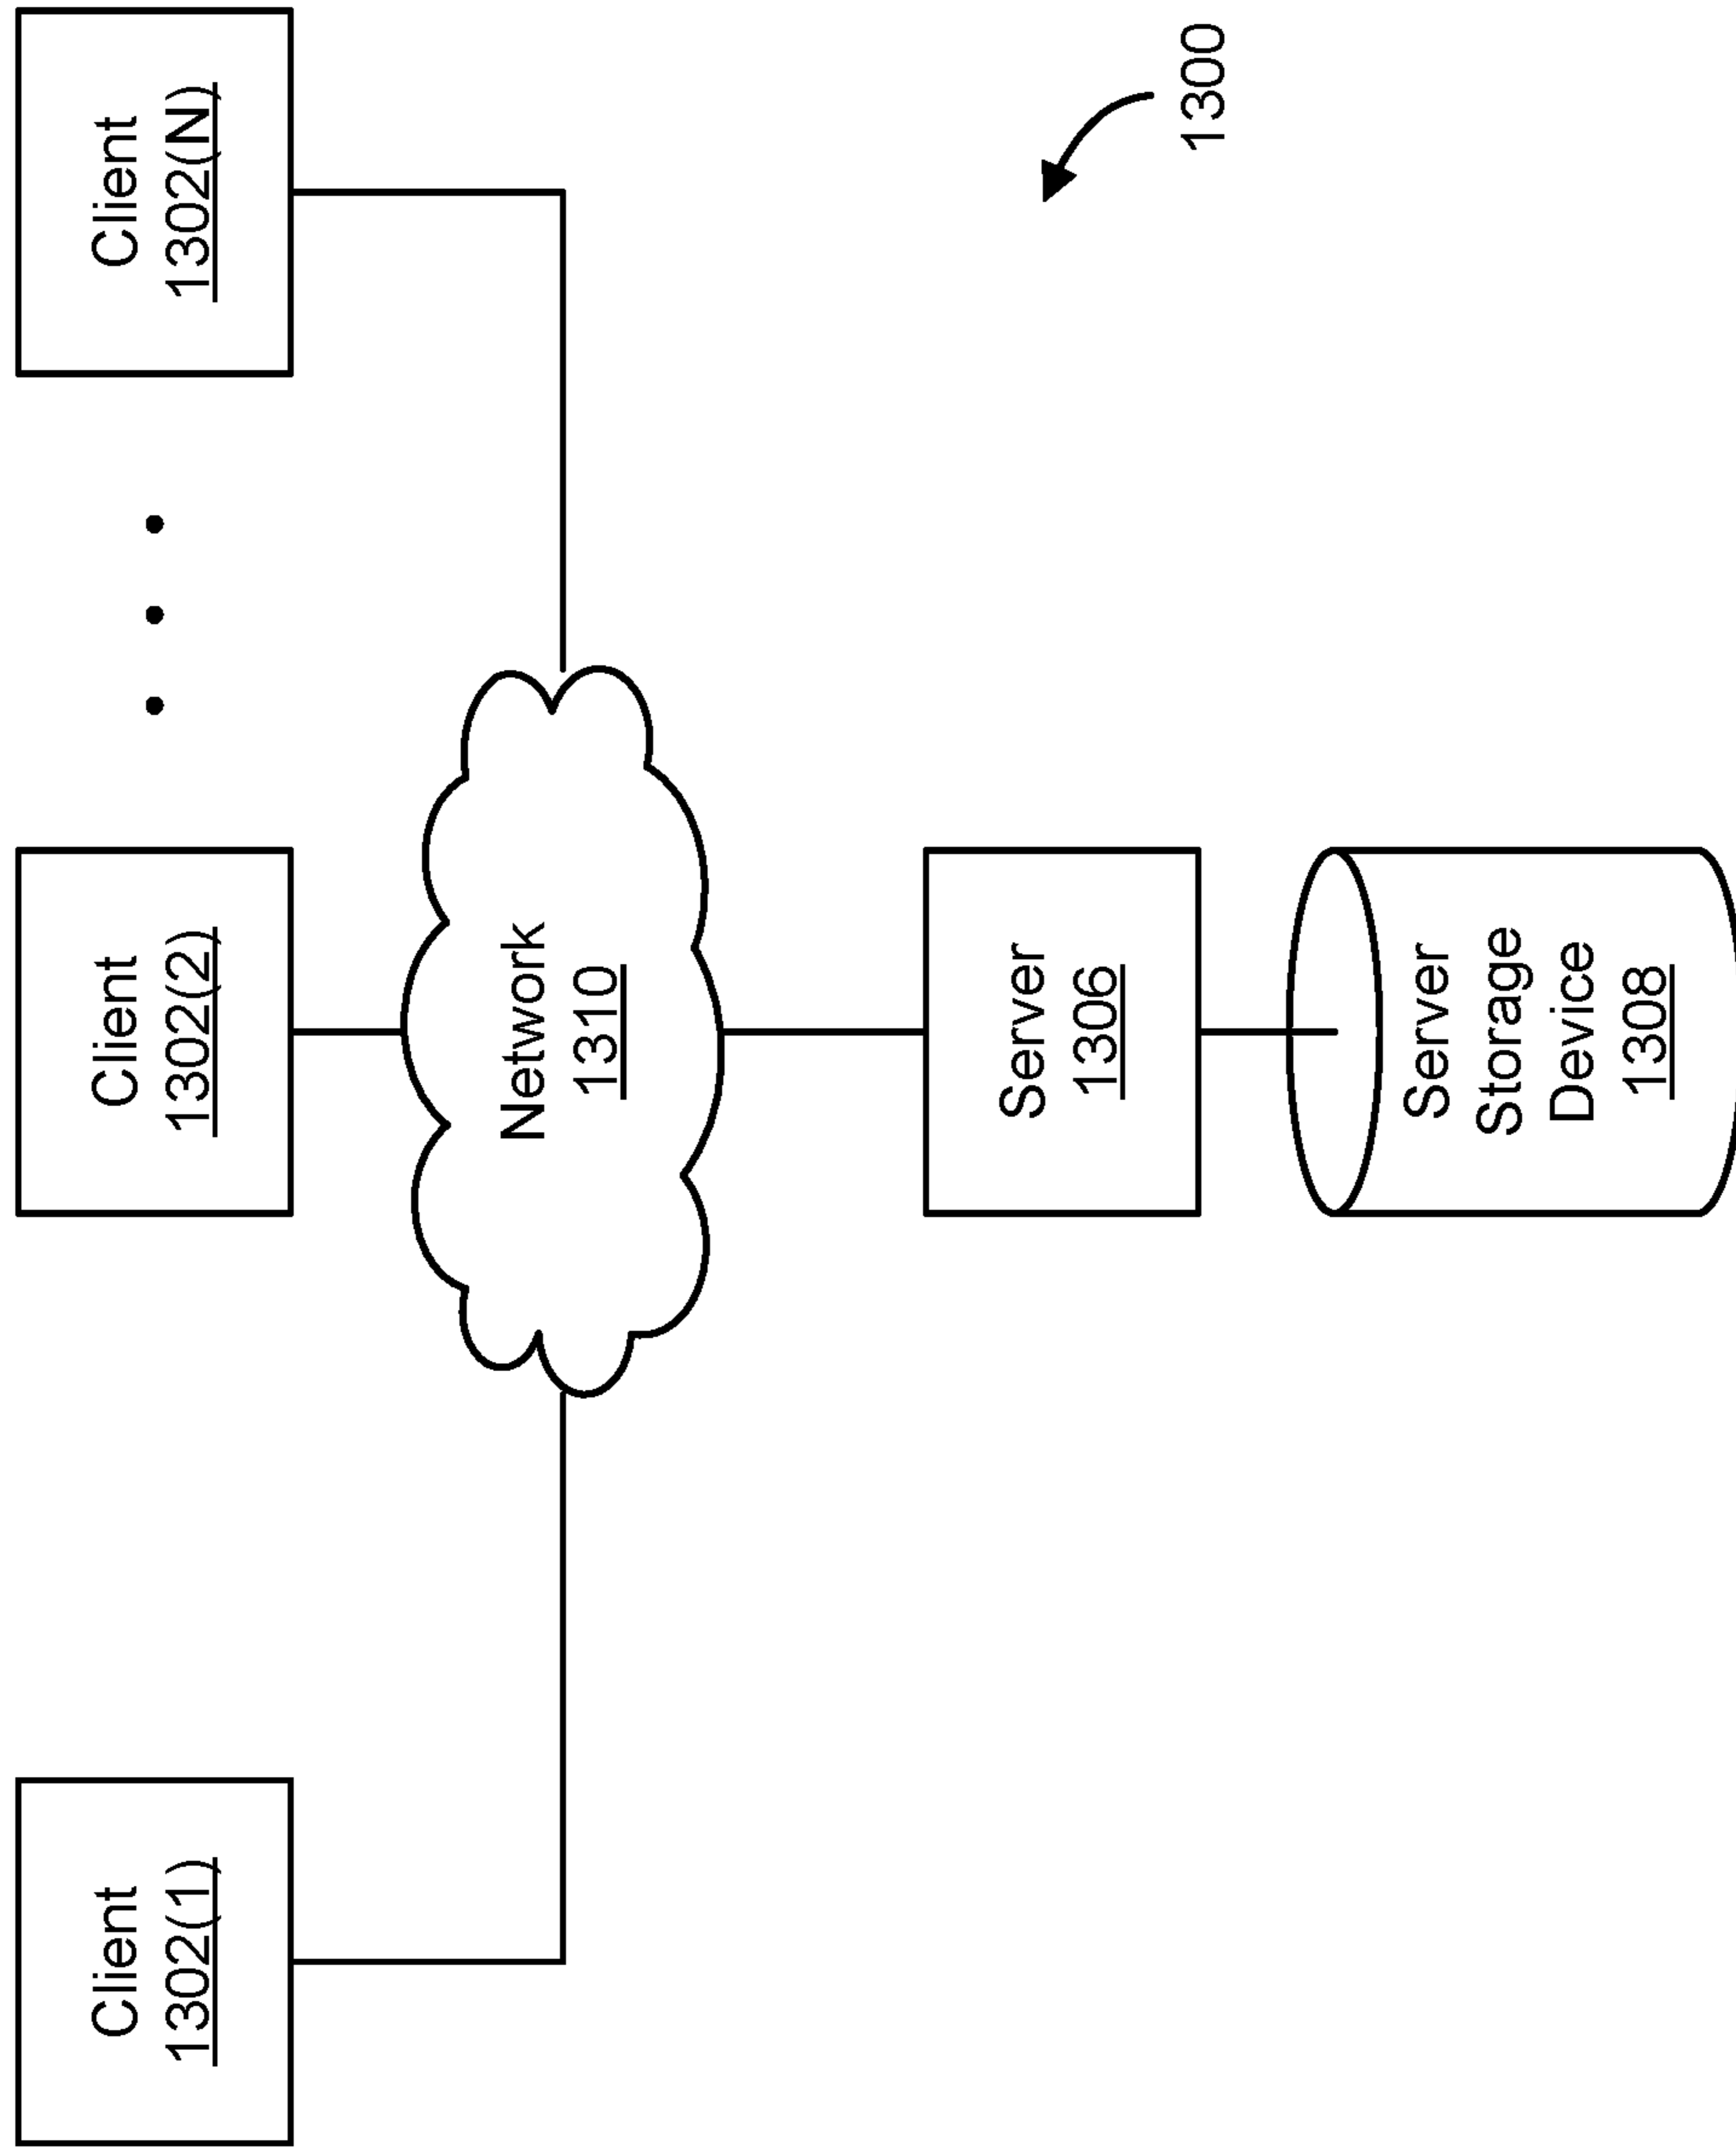 Client
1302(1)
Client
1302(2)
Client
1302(N)
Network
1310
Server
1306
Server
Storage
Device
1308
1300